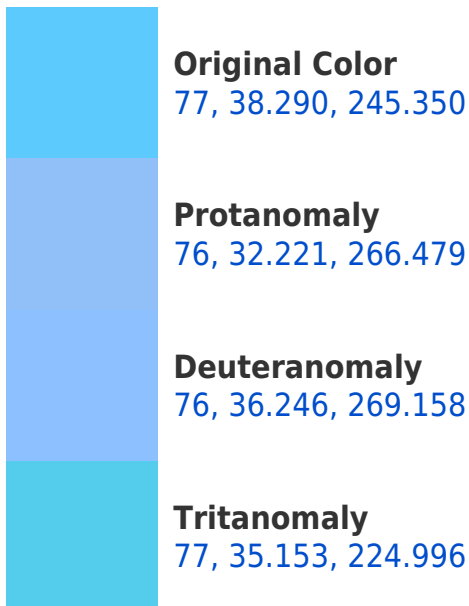 Original Color
77, 38.290, 245.350
Protanomaly
76, 32.221, 266.479
Deuteranomaly
76, 36.246, 269.158
Tritanomaly
77, 35.153, 224.996